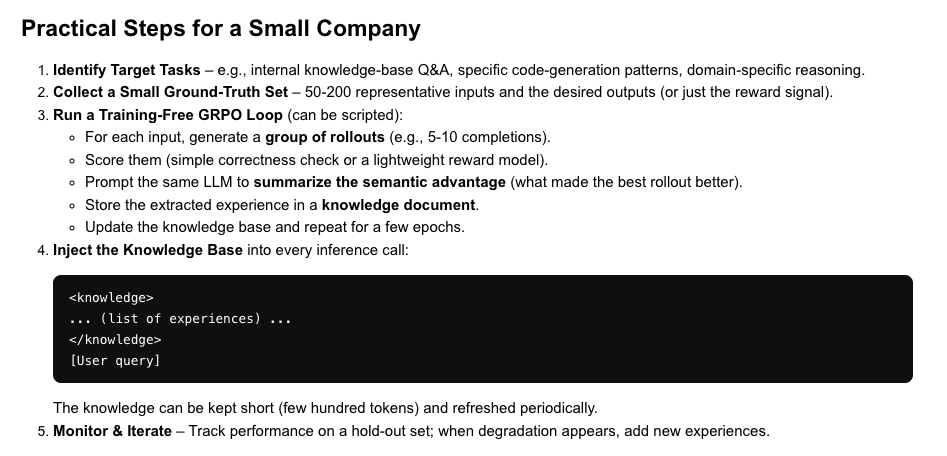 Practical Steps for a Small Company
1. Identify Target Tasks – e.g., internal knowledge-base Q&A, specific code-generation patterns, domain-specific reasoning.
2. Collect a Small Ground-Truth Set – 50-200 representative inputs and the desired outputs (or just the reward signal).
3. Run a Training-Free GRPO Loop (can be scripted):
◦ For each input, generate a group of rollouts (e.g., 5-10 completions).
◦ Score them (simple correctness check or a lightweight reward model).
◦ Prompt the same LLM to summarize the semantic advantage (what made the best rollout better).
◦ Store the extracted experience in a knowledge document.
◦ Update the knowledge base and repeat for a few epochs.
4. Inject the Knowledge Base into every inference call:
<knowledge>
... (list of experiences) ...
</knowledge>
[User query]
The knowledge can be kept short (few hundred tokens) and refreshed periodically.
5. Monitor & Iterate – Track performance on a hold-out set; when degradation appears, add new experiences.